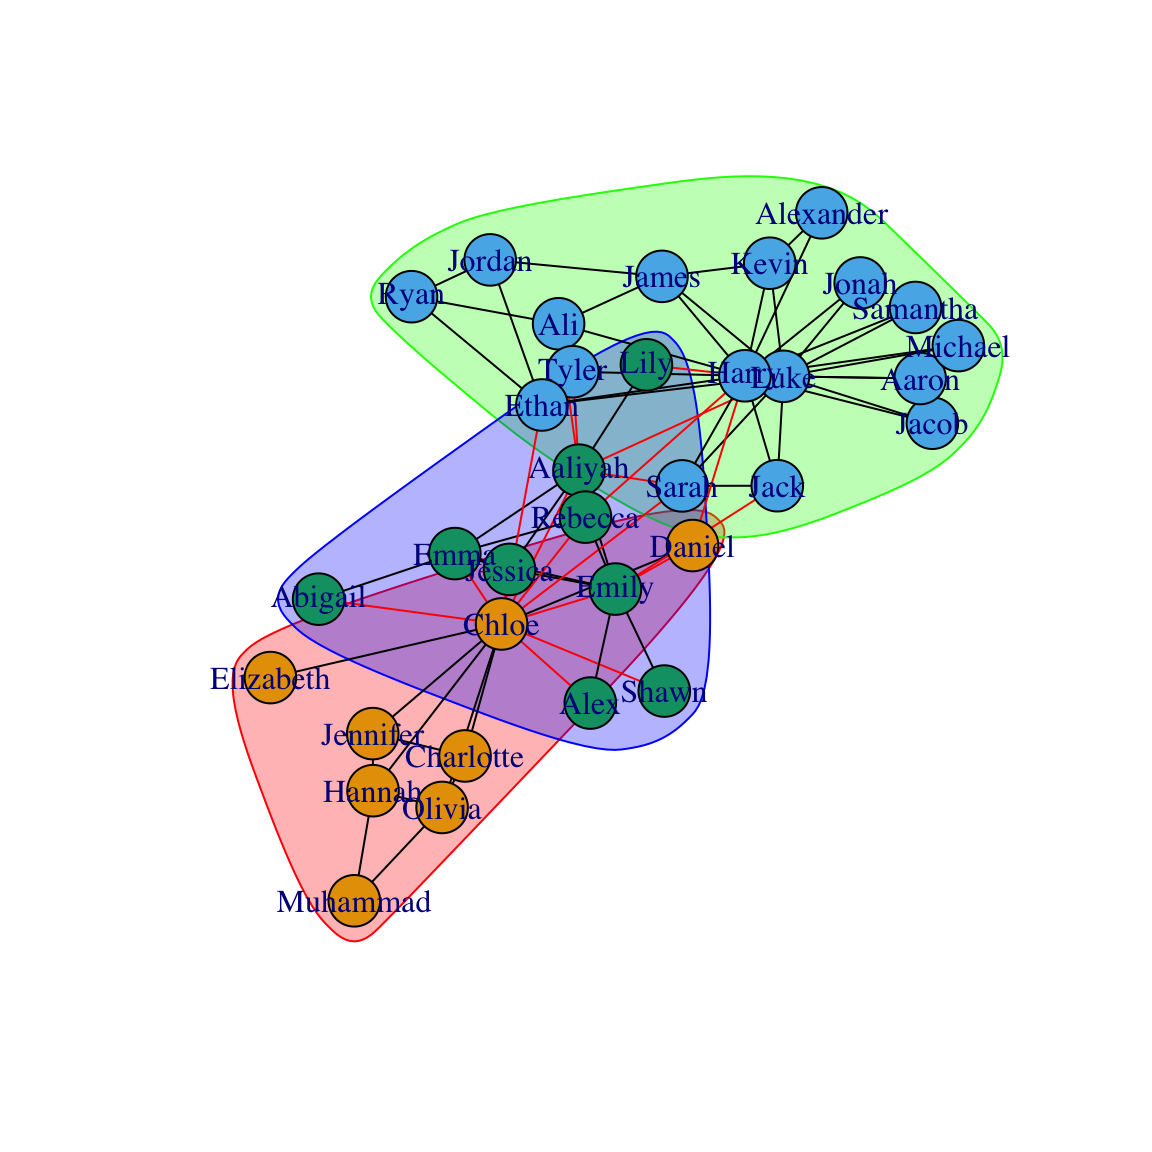 Alexander
Jordan
Kevin
James
Jonah
Ryan
Samantha
Ali
Michael
Lily
Tyler
Harry
Luke
Aaron
Ethan
Jacob
Aaliyah
Sarah
Jack
Rebecca
Daniel
Emma
Jessica
Emily
Abigail
Chloe
Elizabeth
Shawn
Alex
Jennifer
Charlotte
Hannah
Olivia
Muhammad